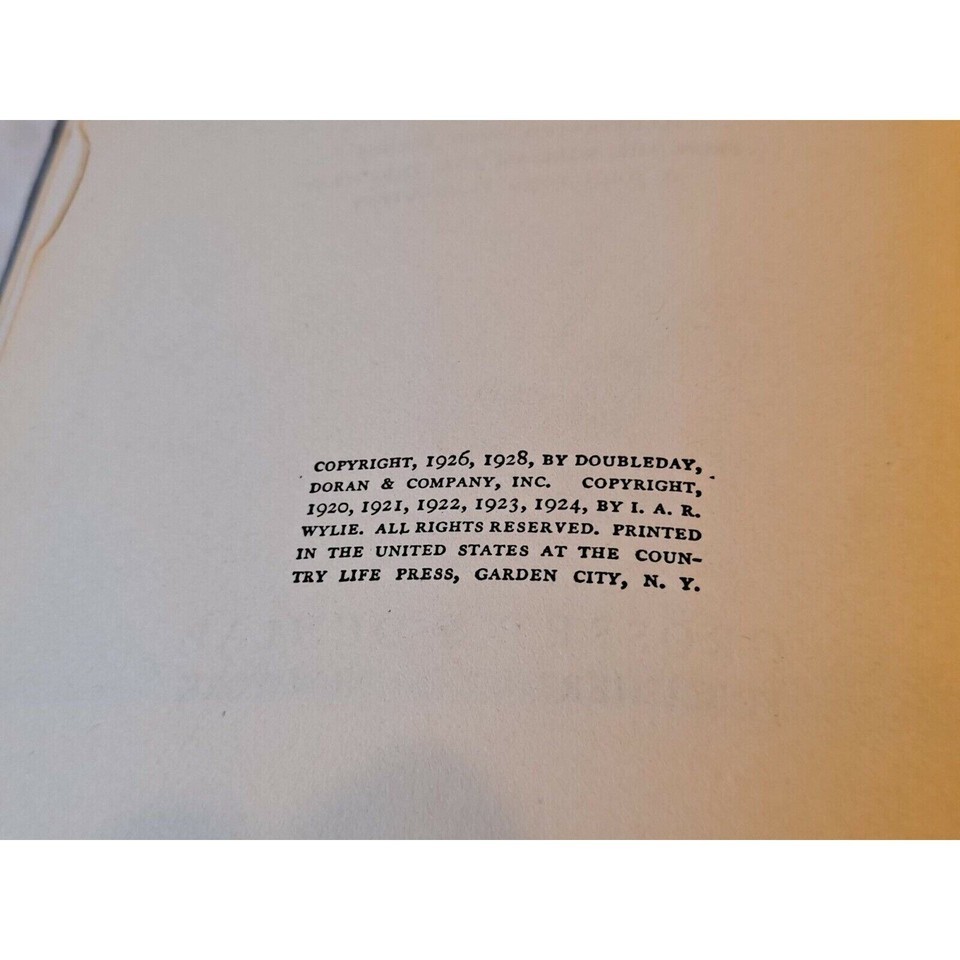 COPYRIGHT, 1926, 1928, BY DOUBLEDAY,
DORAN & COMPANY, INC. COPYRIGHT,
1920, 1921, 1922, 1923, 1924, BY I. A. R.
WYLIE. ALL RIGHTS RESERVED. PRINTED
IN THE UNITED STATES AT THE COUN-
TRY LIFE PRESS, GARDEN CITY, N. Y.